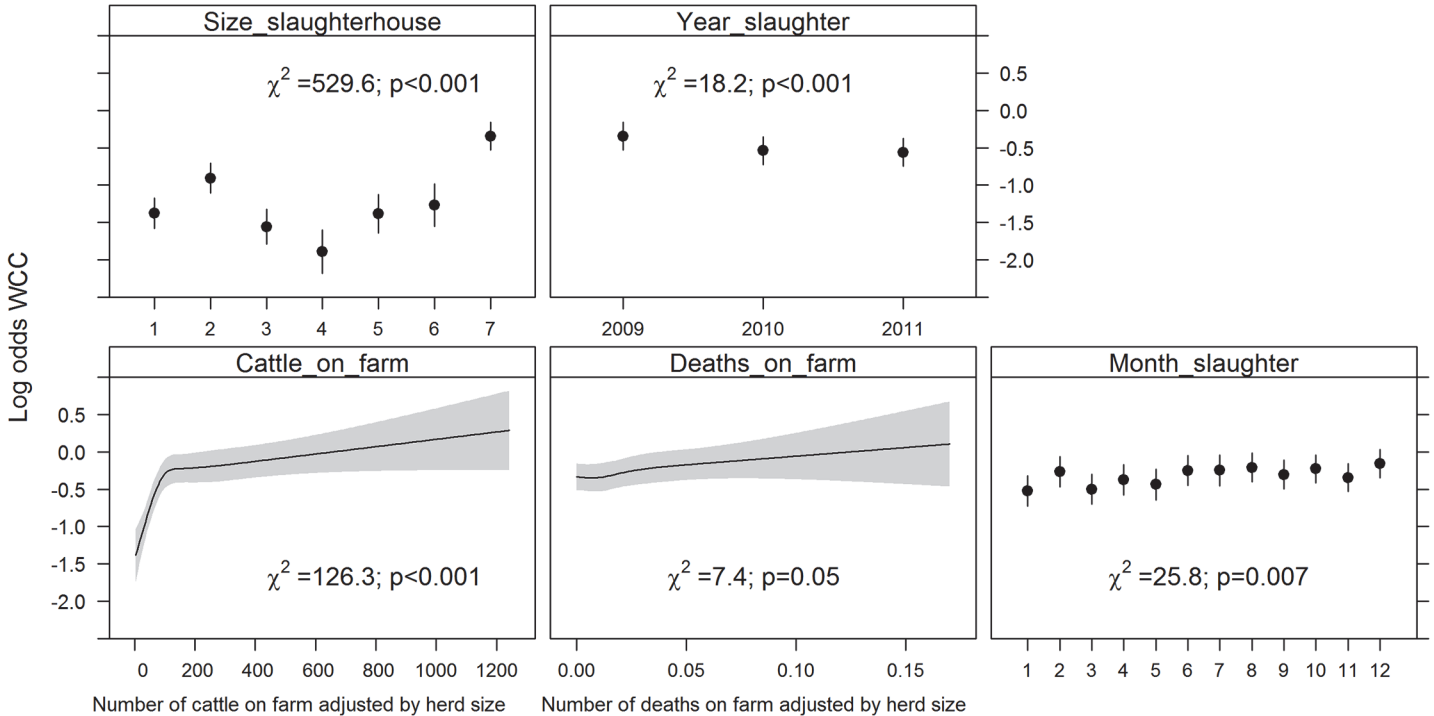 Size_slaughterhouse
Year_slaughter
χ² =529.6; p<0.001
χ² =18.2; p<0.001
0.5
0.0
-0.5
-1.0
-1.5
-2.0
1 2 3 4 5 6 7
2009 2010 2011
Log odds WCC
Cattle_on_farm
Deaths_on_farm
Month_slaughter
0.5
0.0
-0.5
-1.0
-1.5
-2.0
χ² =126.3; p<0.001
χ² =7.4; p=0.05
χ² =25.8; p=0.007
0 200 400 600 800 1000 1200
0.00 0.05 0.10 0.15
1 2 3 4 5 6 7 8 9 10 11 12
Number of cattle on farm adjusted by herd size
Number of deaths on farm adjusted by herd size